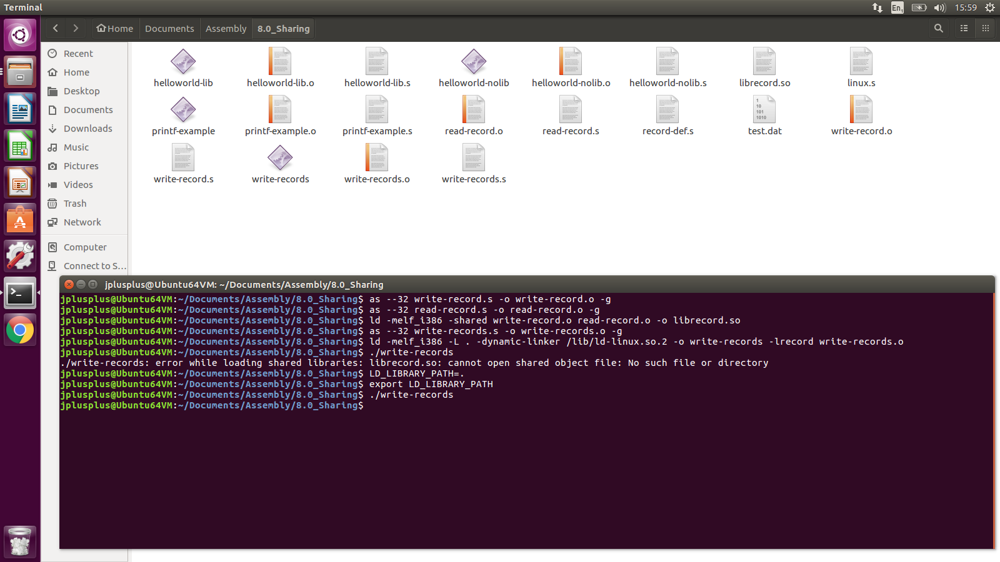 Terminal
En1
15:59
Home Documents Assembly 8.0_Sharing
Recent
Home
Desktop
Documents
Downloads
Music
Pictures
Videos
Trash
Network
Computer
Connect to S...
helloworld-lib helloworld-lib.o helloworld-lib.s helloworld-nolib helloworld-nolib.o helloworld-nolib.s librecord.so linux.s
1
10
101
1010
printf-example printf-example.o printf-example.s read-record.o read-record.s record-def.s test.dat write-record.o
write-record.s write-records write-records.o write-records.s
jplusplus@Ubuntu64VM: ~/Documents/Assembly/8.0_Sharing
jplusplus@Ubuntu64VM:~/Documents/Assembly/8.0_Sharing$ as --32 write-record.s -o write-record.o -g
jplusplus@Ubuntu64VM:~/Documents/Assembly/8.0_Sharing$ as --32 read-record.s -o read-record.o -g
jplusplus@Ubuntu64VM:~/Documents/Assembly/8.0_Sharing$ ld -melf_i386 -shared write-record.o read-record.o -o librecord.so
jplusplus@Ubuntu64VM:~/Documents/Assembly/8.0_Sharing$ as --32 write-records.s -o write-records.o -g
jplusplus@Ubuntu64VM:~/Documents/Assembly/8.0_Sharing$ ld -melf_i386 -L . -dynamic-linker /lib/ld-linux.so.2 -o write-records -lrecord write-records.o
jplusplus@Ubuntu64VM:~/Documents/Assembly/8.0_Sharing$ ./write-records
./write-records: error while loading shared libraries: librecord.so: cannot open shared object file: No such file or directory
jplusplus@Ubuntu64VM:~/Documents/Assembly/8.0_Sharing$ LD_LIBRARY_PATH=.
jplusplus@Ubuntu64VM:~/Documents/Assembly/8.0_Sharing$ export LD_LIBRARY_PATH
jplusplus@Ubuntu64VM:~/Documents/Assembly/8.0_Sharing$ ./write-records
jplusplus@Ubuntu64VM:~/Documents/Assembly/8.0_Sharing$